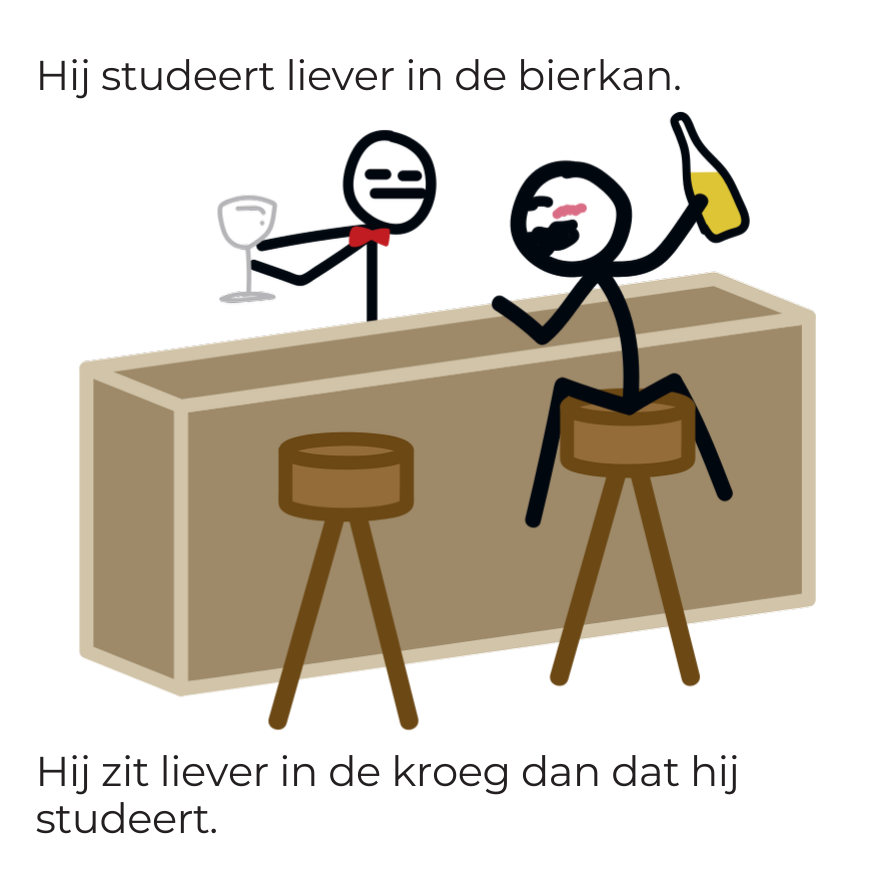 Hij studeert liever in de bierkan.
Hij zit liever in de kroeg dan dat hij
studeert.